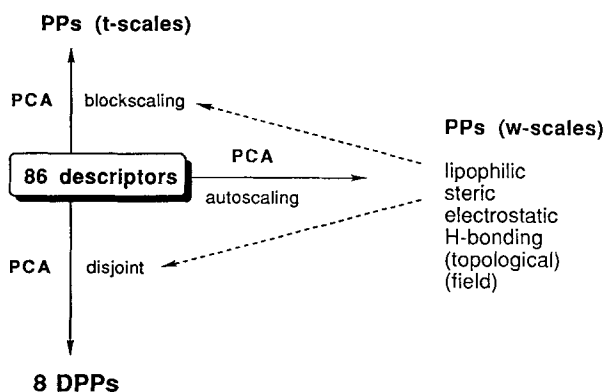 PPs (t-scales)
PCA blockscaling
PPs (w-scales)
86 descriptors
PCA
autoscaling
lipophilic
steric
electrostatic
H-bonding
(topological)
(field)
PCA disjoint
8 DPPs